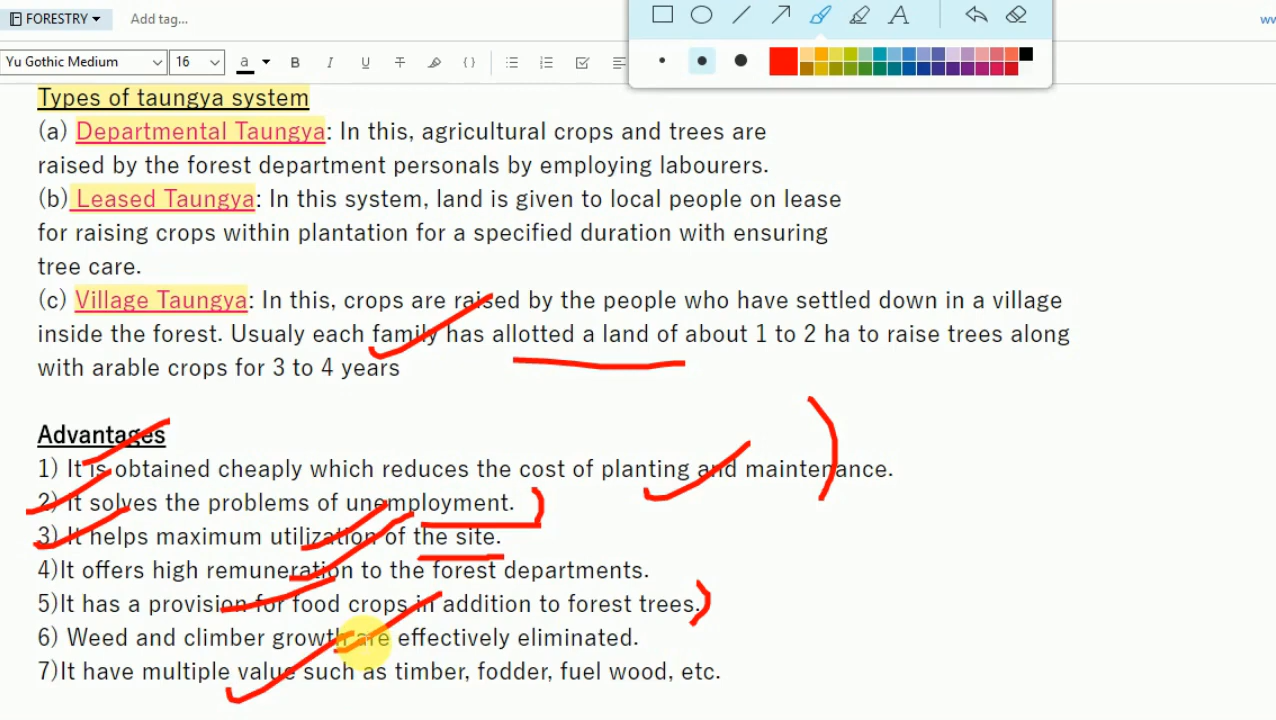 FORESTRY Add tag... ww
Yu Gothic Medium 16 a B I U T {}
A
Types of taungya system
(a) Departmental Taungya: In this, agricultural crops and trees are
raised by the forest department personals by employing labourers.
(b) Leased Taungya: In this system, land is given to local people on lease
for raising crops within plantation for a specified duration with ensuring
tree care.
(c) Village Taungya: In this, crops are raised by the people who have settled down in a village
inside the forest. Usualy each family has allotted a land of about 1 to 2 ha to raise trees along
with arable crops for 3 to 4 years
Advantages
1) It is obtained cheaply which reduces the cost of planting and maintenance.
2) It solves the problems of unemployment.
3) It helps maximum utilization of the site.
4)It offers high remuneration to the forest departments.
5)It has a provision for food crops in addition to forest trees.
6) Weed and climber growth are effectively eliminated.
7)It have multiple value such as timber, fodder, fuel wood, etc.